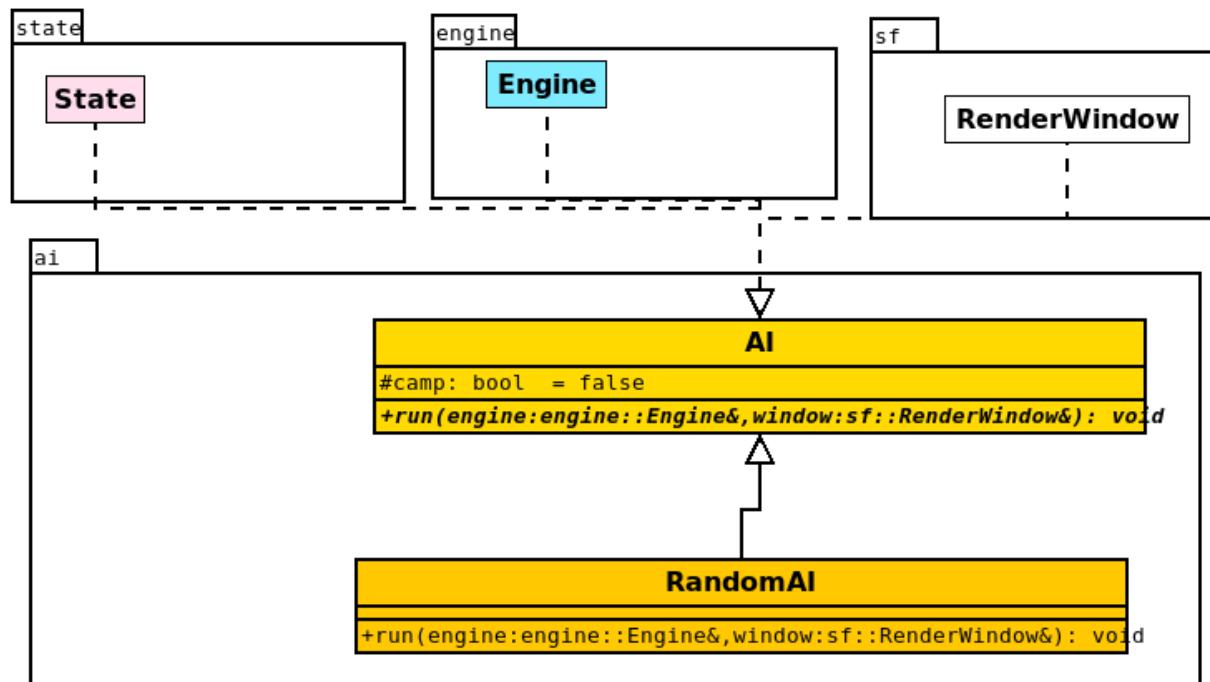 state
State
engine
Engine
sf
RenderWindow
ai
AI
#camp: bool  = false
+run(engine:engine::Engine&,window:sf::RenderWindow&): void
RandomAI
+run(engine:engine::Engine&,window:sf::RenderWindow&): void